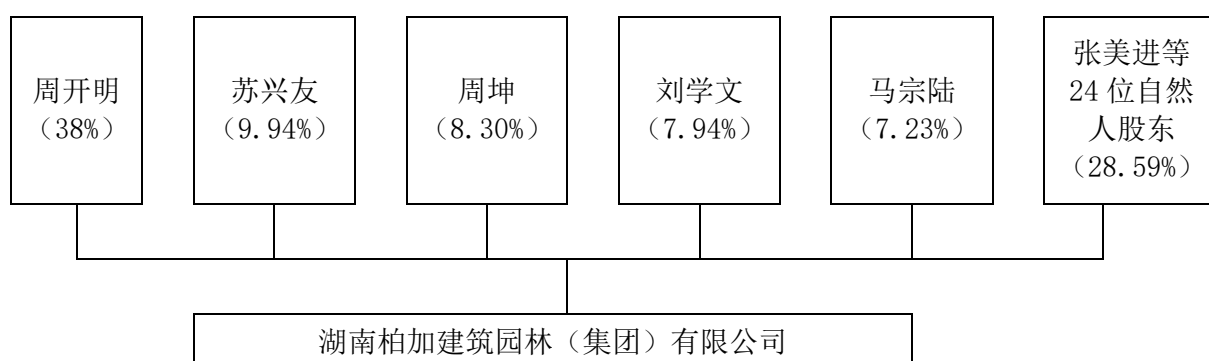 周开明
（38%）
苏兴友
（9.94%）
周坤
（8.30%）
刘学文
（7.94%）
马宗陆
（7.23%）
张美进等
24 位自然
人股东
（28.59%）
湖南柏加建筑园林（集团）有限公司